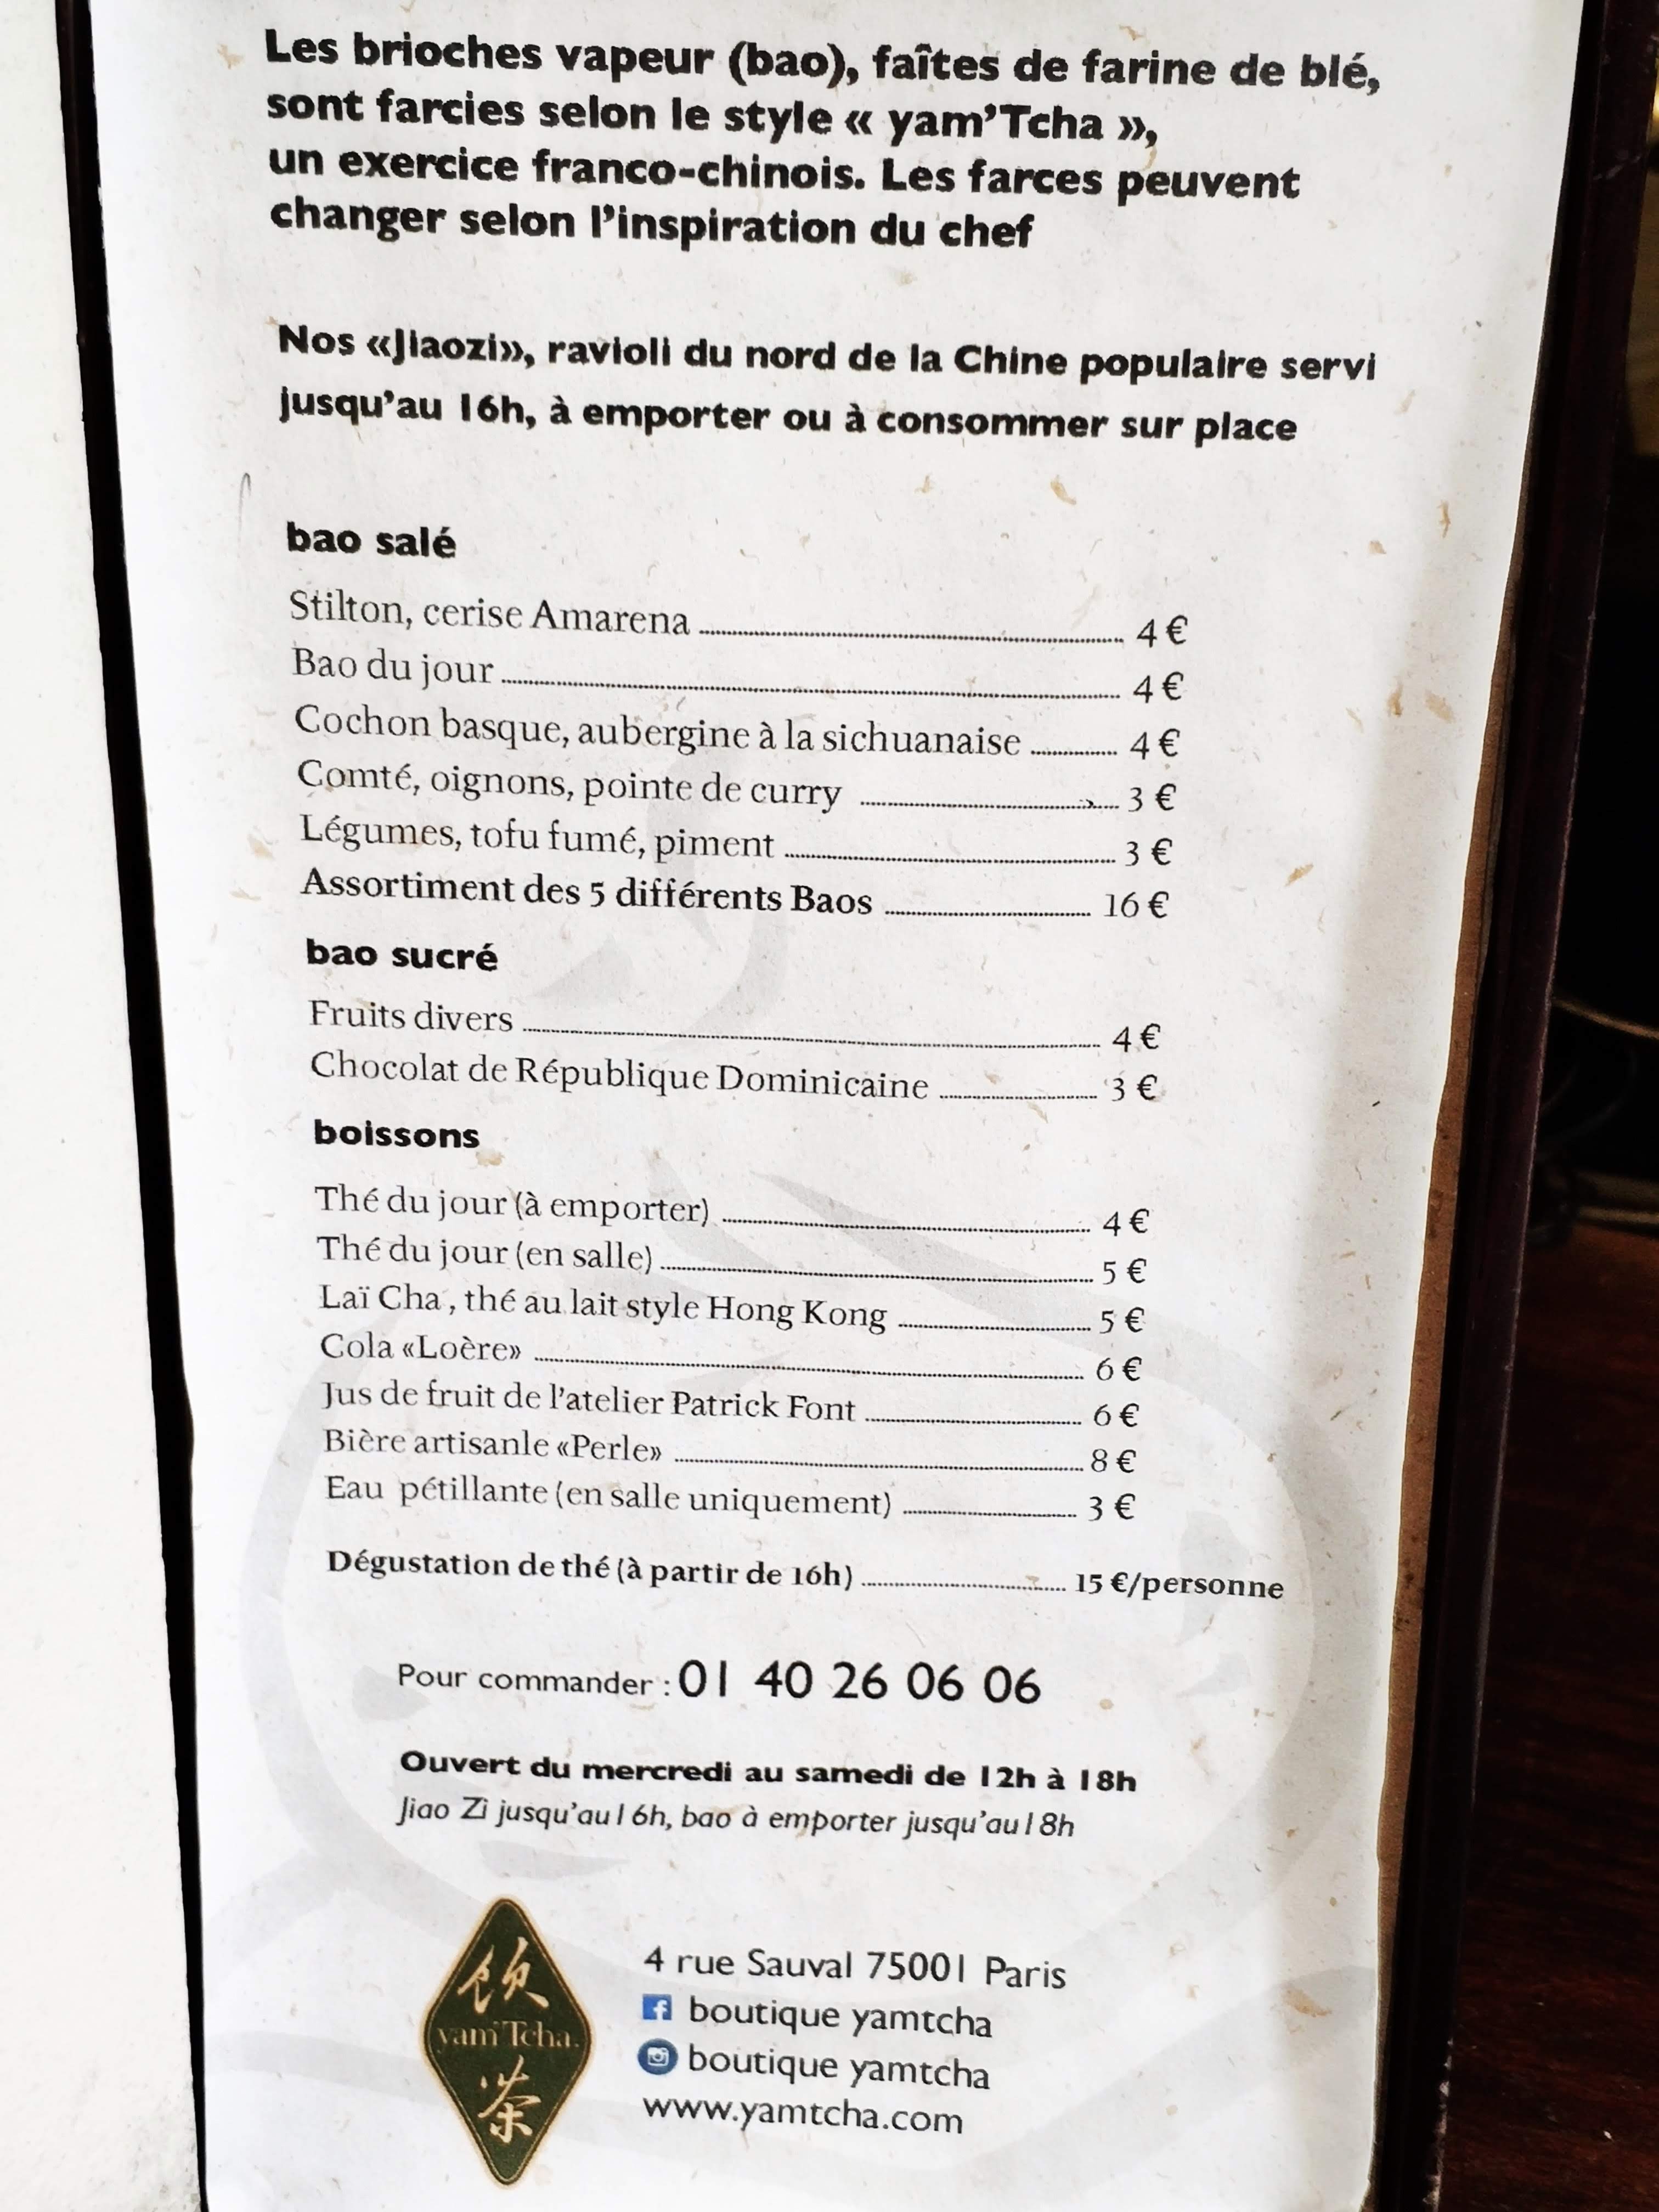 Les brioches vapeur (bao), faîtes de farine de blé,
sont farcies selon le style « yam’Tcha »,
un exercice franco-chinois. Les farces peuvent
changer selon l’inspiration du chef
Nos «Jiaozi», ravioli du nord de la Chine populaire servi
jusqu’au 16h, à emporter ou à consommer sur place
bao salé
Stilton, cerise Amarena 4 €
Bao du jour 4 €
Cochon basque, aubergine à la sichuanaise 4 €
Comté, oignons, pointe de curry 3 €
Légumes, tofu fumé, piment 3 €
Assortiment des 5 différents Baos 16 €
bao sucré
Fruits divers 4 €
Chocolat de République Dominicaine 3 €
boissons
Thé du jour (à emporter) 4 €
Thé du jour (en salle) 5 €
Laï Cha , thé au lait style Hong Kong 5 €
Cola «Loère» 6 €
Jus de fruit de l'atelier Patrick Font 6 €
Bière artisanle «Perle» 8 €
Eau pétillante (en salle uniquement) 3 €
Dégustation de thé (à partir de 16h) 15 €/personne
Pour commander : 01 40 26 06 06
Ouvert du mercredi au samedi de 12h à 18h
Jiao Zi jusqu’au 16h, bao à emporter jusqu’au 18h
饮
yam'Tcha.
茶
4 rue Sauval 75001 Paris
boutique yamtcha
boutique yamtcha
www.yamtcha.com